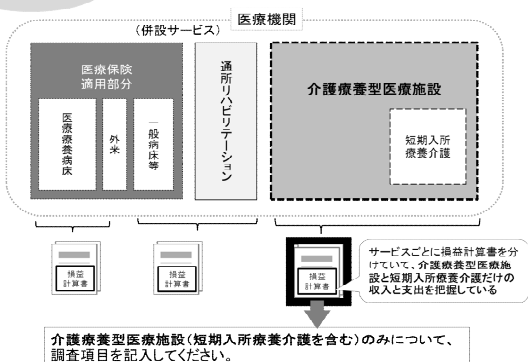 医療機関
(併設サービス)
医療保険
適用部分
医療療養病床
外来
一般病床等
通所リハビリテーション
介護療養型医療施設
短期入所
療養介護
損益
計算書
損益
計算書
損益
計算書
サービスごとに損益計算書を分
けていて、介護療養型医療施
設と短期入所療養介護だけの
収入と支出を把握している
介護療養型医療施設(短期入所療養介護を含む)のみについて、
調査項目を記入してください。